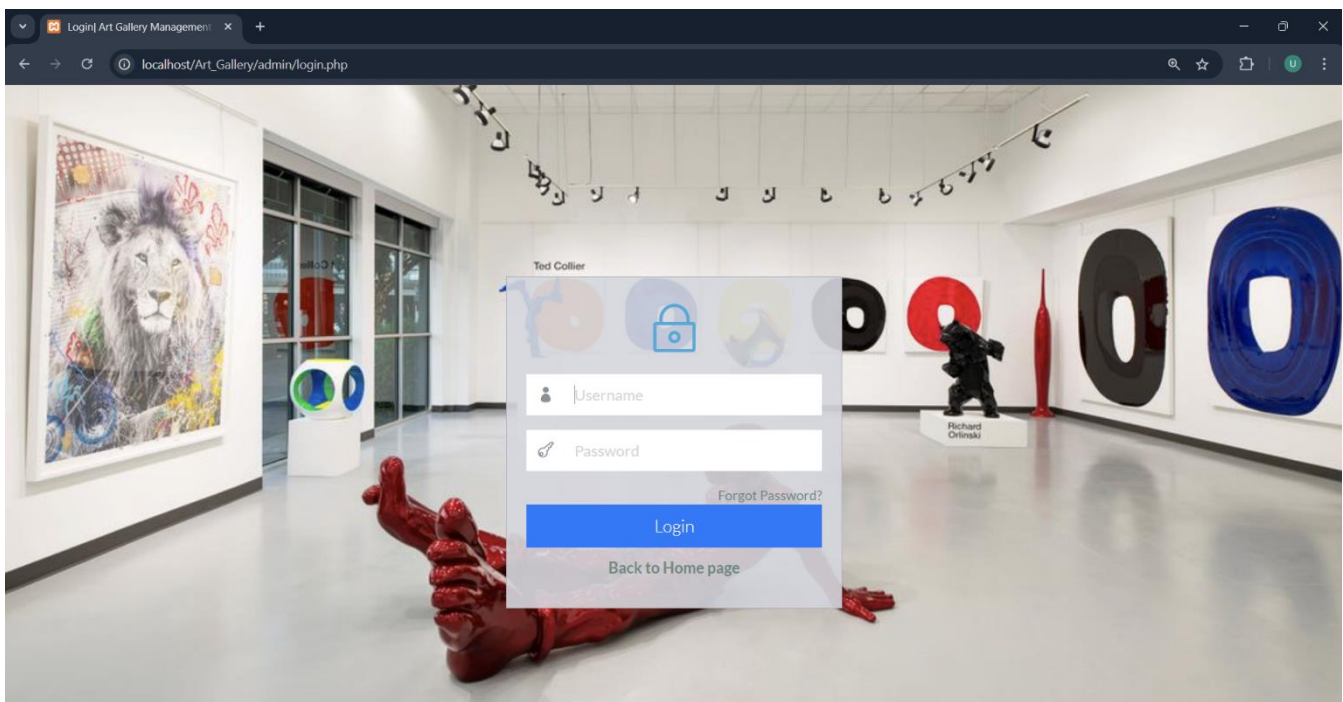 Login| Art Gallery Management
localhost/Art_Gallery/admin/login.php
U
Ted Collier
Username
Password
Forgot Password?
Login
Back to Home page
Richard
Orlinski